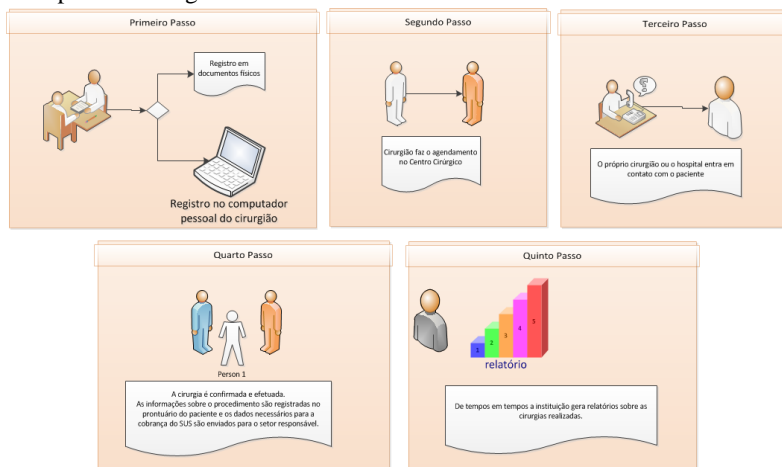 Primeiro Passo
Registro em
documentos físicos
Registro no computador
pessoal do cirurgião
Segundo Passo
Cirurgião faz o agendamento
no Centro Cirúrgico
Terceiro Passo
O próprio cirurgião ou o hospital entra em
contato com o paciente
Quarto Passo
Person 1
A cirurgia é confirmada e efetuada.
As informações sobre o procedimento são registradas no
prontuário do paciente e os dados necessários para a
cobrança do SUS são enviados para o setor responsável.
Quinto Passo
1
2
3
4
5
relatório
De tempos em tempos a instituição gera relatórios sobre as
cirurgias realizadas.